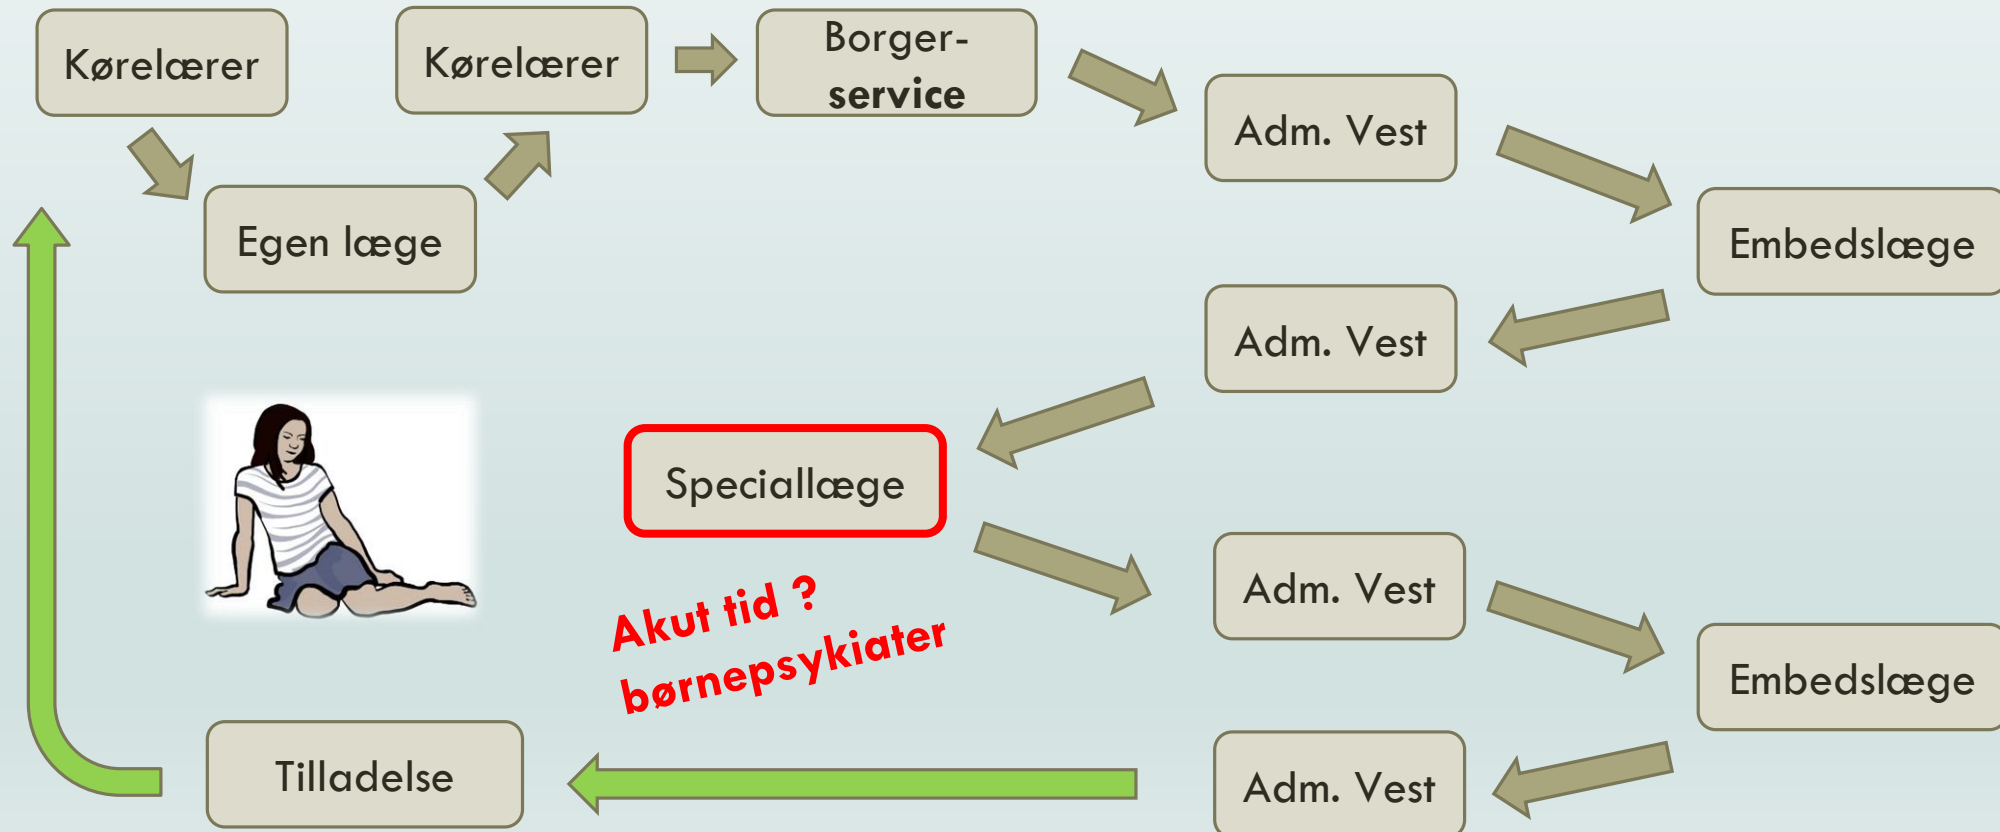 Kørelærer
Egen læge
Kørelærer
Borger-
service
Adm. Vest
Embedslæge
Adm. Vest
Speciallæge
Akut tid ?
børnepsykiater
Adm. Vest
Embedslæge
Adm. Vest
Tilladelse